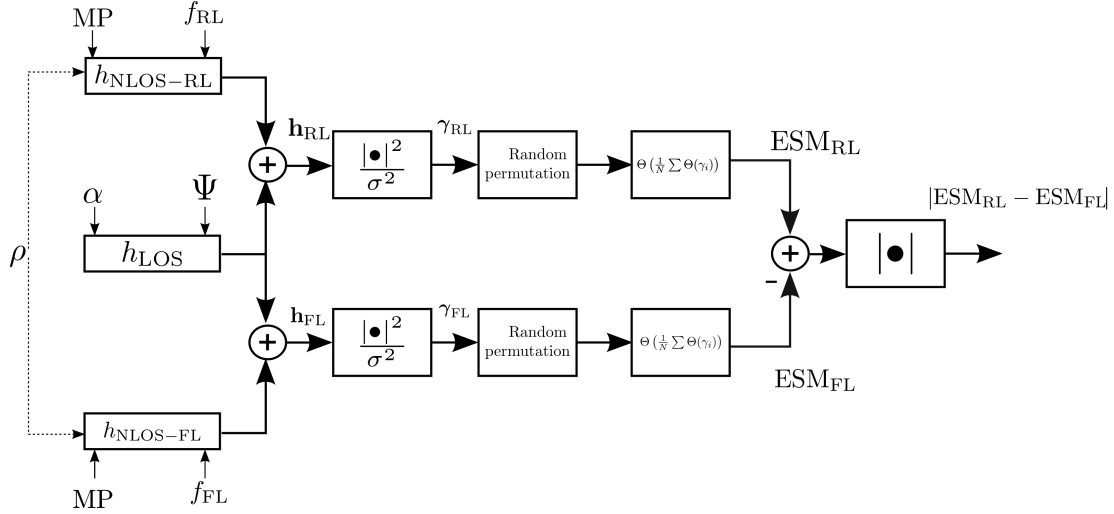 MP
f_RL
h_NLOS−RL
h_RL
|●|² / σ²
γ_RL
Random
permutation
Θ(1/N ∑ Θ(γ_i))
ESM_RL
+
α
Ψ
h_LOS
ρ
|ESM_RL − ESM_FL|
+
-
|●|
h_FL
|●|² / σ²
γ_FL
Random
permutation
Θ(1/N ∑ Θ(γ_i))
ESM_FL
+
h_NLOS−FL
MP
f_FL